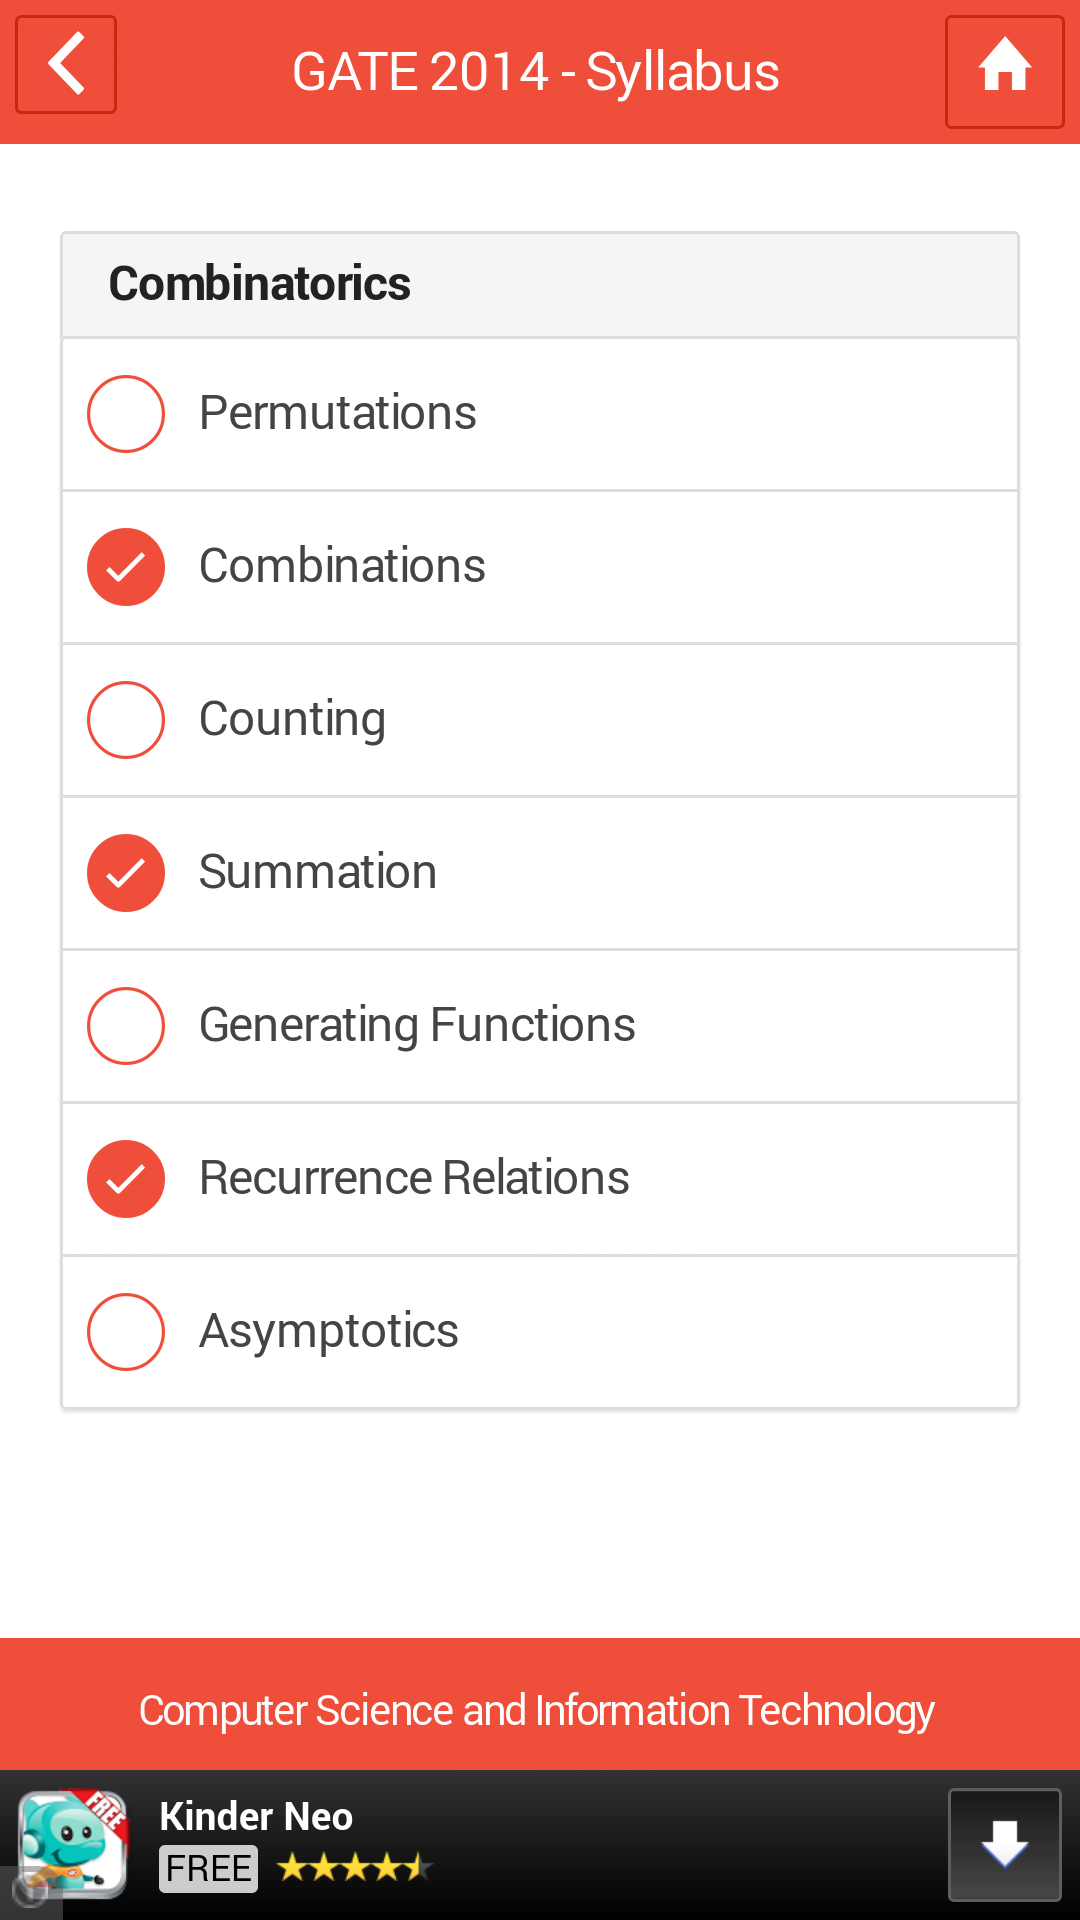 GATE 2014 - Syllabus
Combinatorics
Permutations
Combinations
Counting
Summation
Generating Functions
Recurrence Relations
Asymptotics
Computer Science and Information Technology
FREE
Kinder Neo
FREE